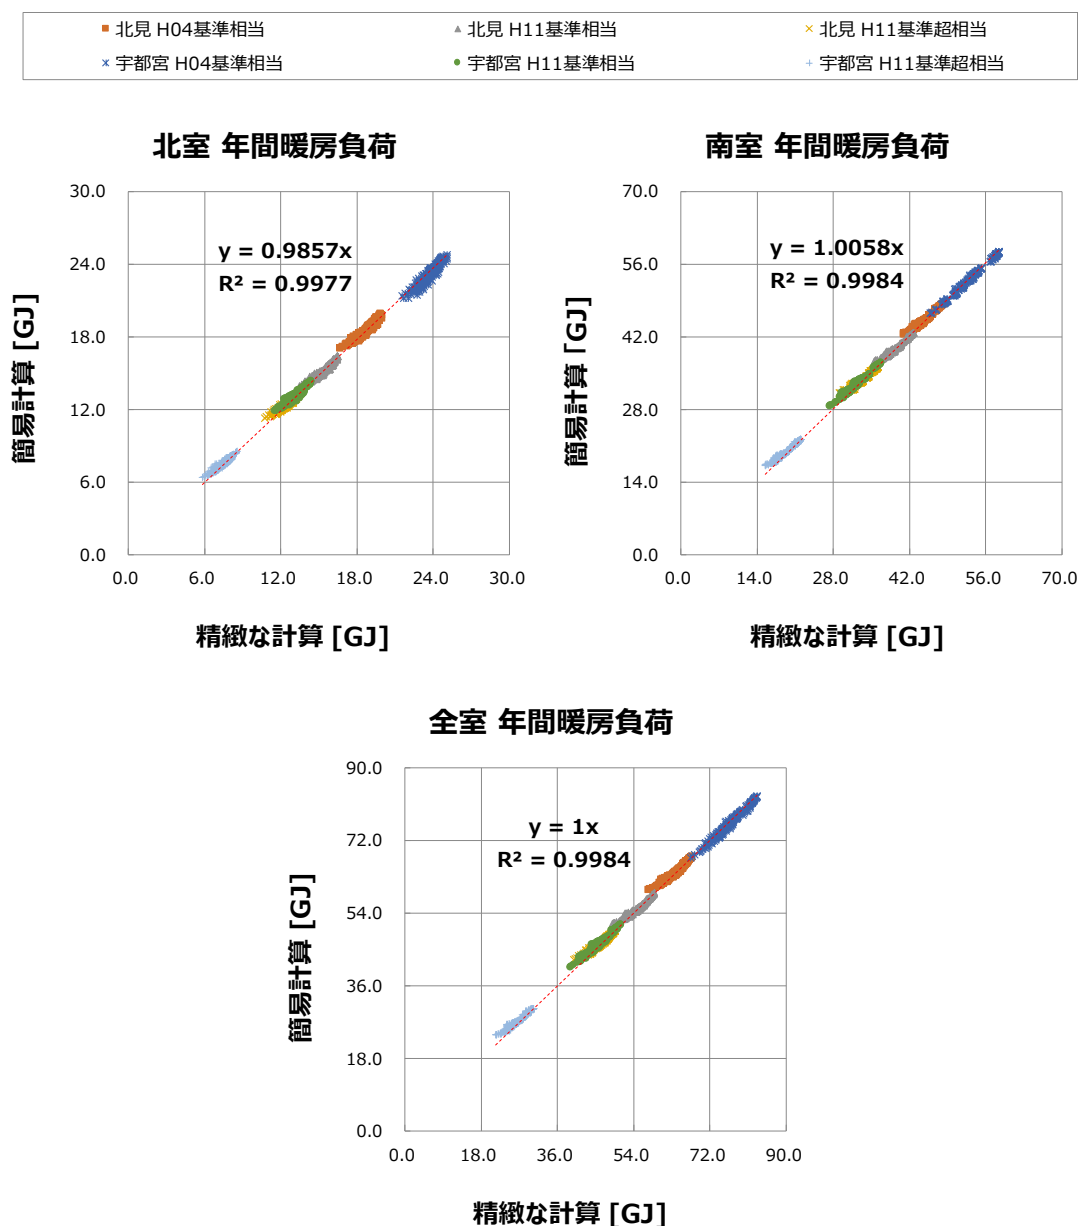 北見 H04基準相当 北見 H11基準相当 北見 H11基準超相当
宇都宮 H04基準相当 宇都宮 H11基準相当 宇都宮 H11基準超相当
北室 年間暖房負荷
30.0
24.0
18.0
12.0
6.0
0.0
y = 0.9857x
R² = 0.9977
簡易計算 [GJ]
0.0 6.0 12.0 18.0 24.0 30.0
精緻な計算 [GJ]
南室 年間暖房負荷
70.0
56.0
42.0
28.0
14.0
0.0
y = 1.0058x
R² = 0.9984
簡易計算 [GJ]
0.0 14.0 28.0 42.0 56.0 70.0
精緻な計算 [GJ]
全室 年間暖房負荷
90.0
72.0
54.0
36.0
18.0
0.0
y = 1x
R² = 0.9984
簡易計算 [GJ]
0.0 18.0 36.0 54.0 72.0 90.0
精緻な計算 [GJ]